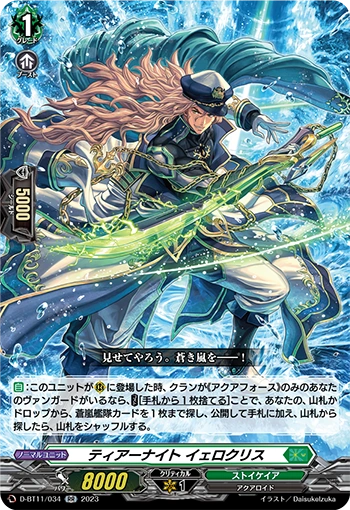 1
グレード
ブースト
5000
シールド
見せてやろう。蒼き嵐を――！
自:このユニットがⓇに登場した時、クランが《アクアフォース》のみのあなたのヴァンガードがいるなら、【手札から1枚捨てる】ことで、あなたの、山札かドロップから、蒼嵐艦隊カードを1枚まで探し、公開して手札に加え、山札から探したら、山札をシャッフルする。
ノーマルユニット
ティアーナイト イェロクリス
パワー
8000
クリティカル
1
ストイケイア
アクアロイド
D-BT11/034 RR 2023
イラスト/ DaisukeIzuka